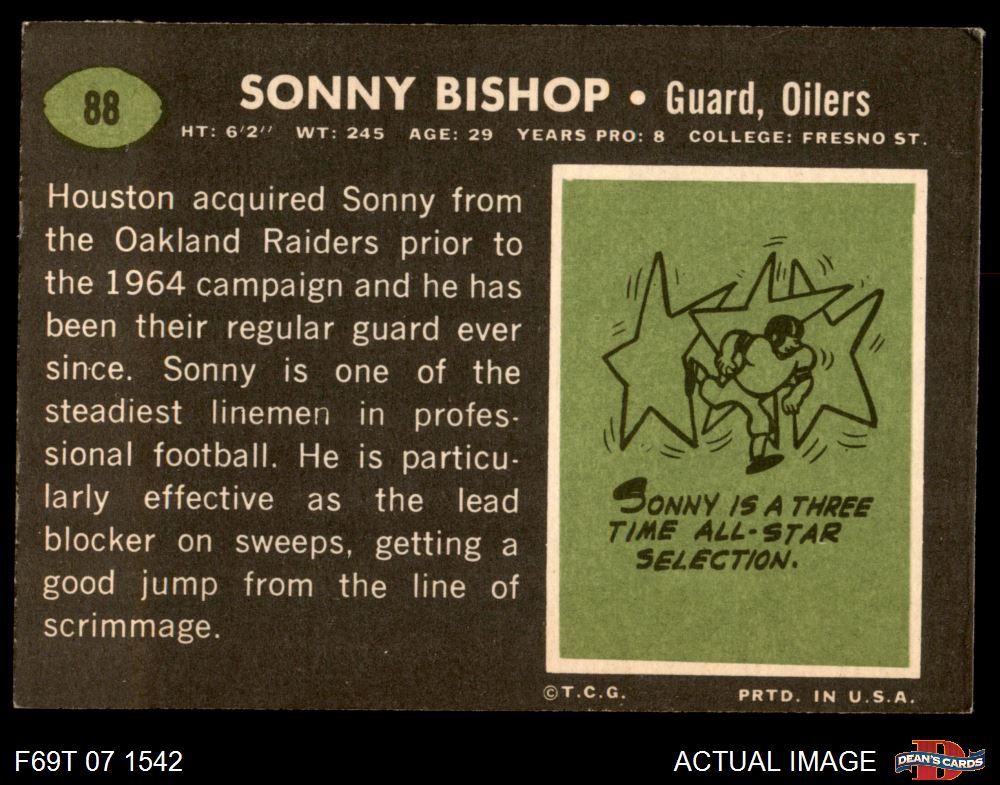 88
SONNY BISHOP • Guard, Oilers
HT: 6'2" WT: 245 AGE: 29 YEARS PRO: 8 COLLEGE: FRESNO ST.
Houston acquired Sonny from
the Oakland Raiders prior to
the 1964 campaign and he has
been their regular guard ever
since. Sonny is one of the
steadiest linemen in profes-
sional football. He is particu-
larly effective as the lead
blocker on sweeps, getting a
good jump from the line of
scrimmage.
SONNY IS A THREE
TIME ALL-STAR
SELECTION.
© T.C.G. PRTD. IN U.S.A.
F69T 07 1542 ACTUAL IMAGE
D
DEAN'S CARDS